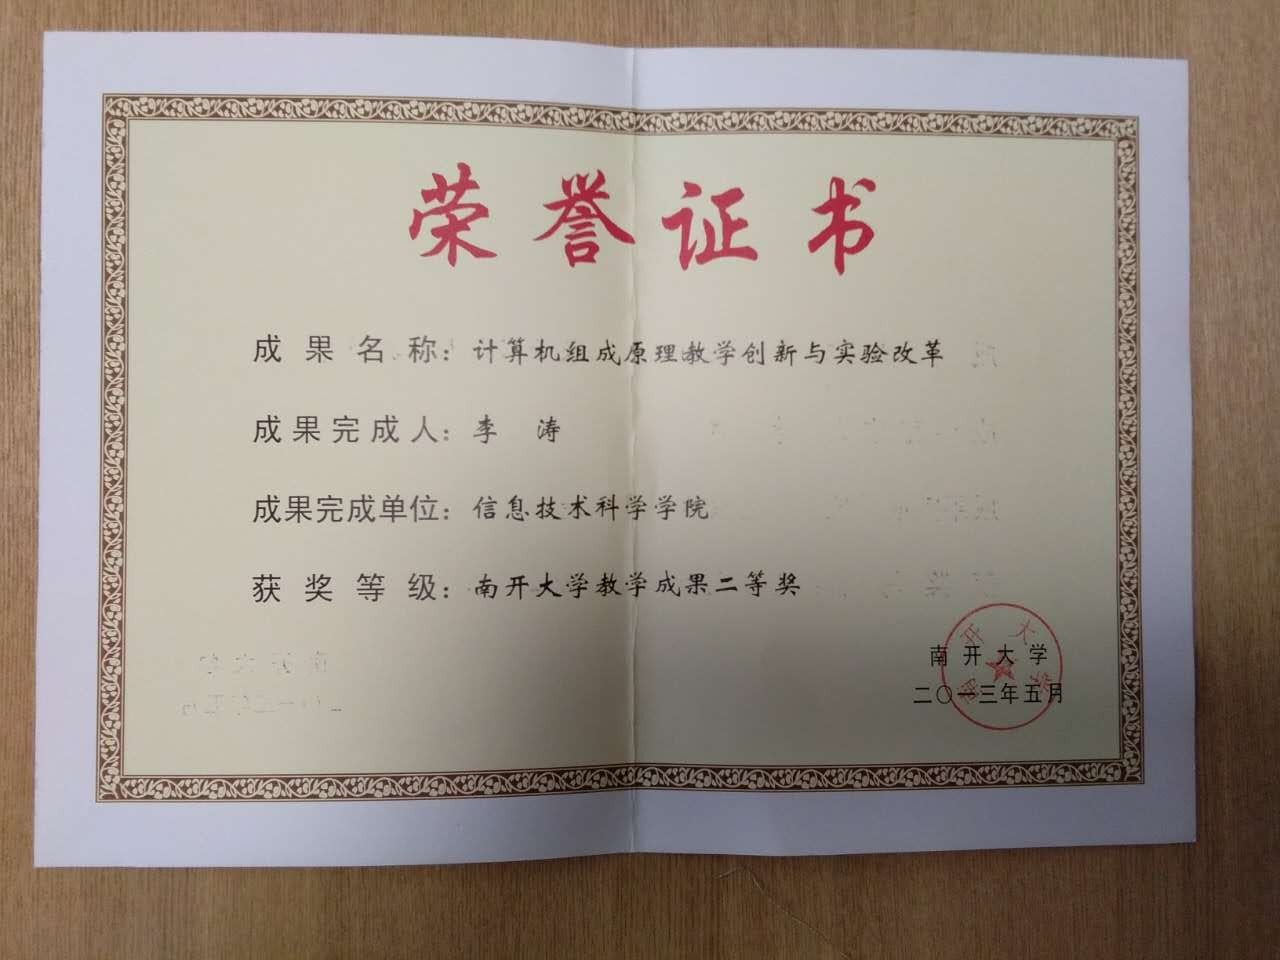 荣誉证书
成果名称：计算机组成原理教学创新与实验改革
成果完成人：李 涛
成果完成单位：信息技术科学学院
获奖等级：南开大学教学成果二等奖
南开大学
二〇一三年五月